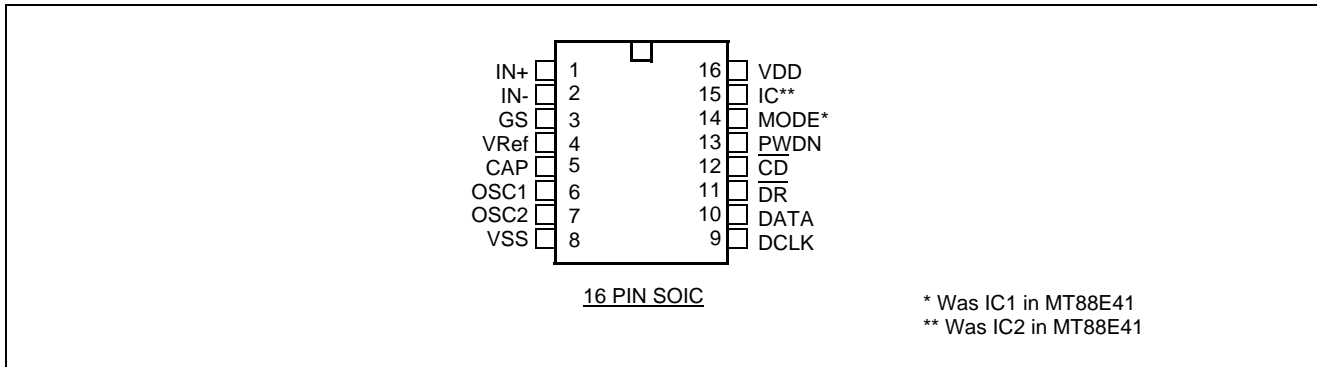 IN+ 1 16 VDD
IN- 2 15 IC**
GS 3 14 MODE*
VRef 4 13 PWDN
CAP 5 12 CD
OSC1 6 11 DR
OSC2 7 10 DATA
VSS 8 9 DCLK
16 PIN SOIC
* Was IC1 in MT88E41
** Was IC2 in MT88E41